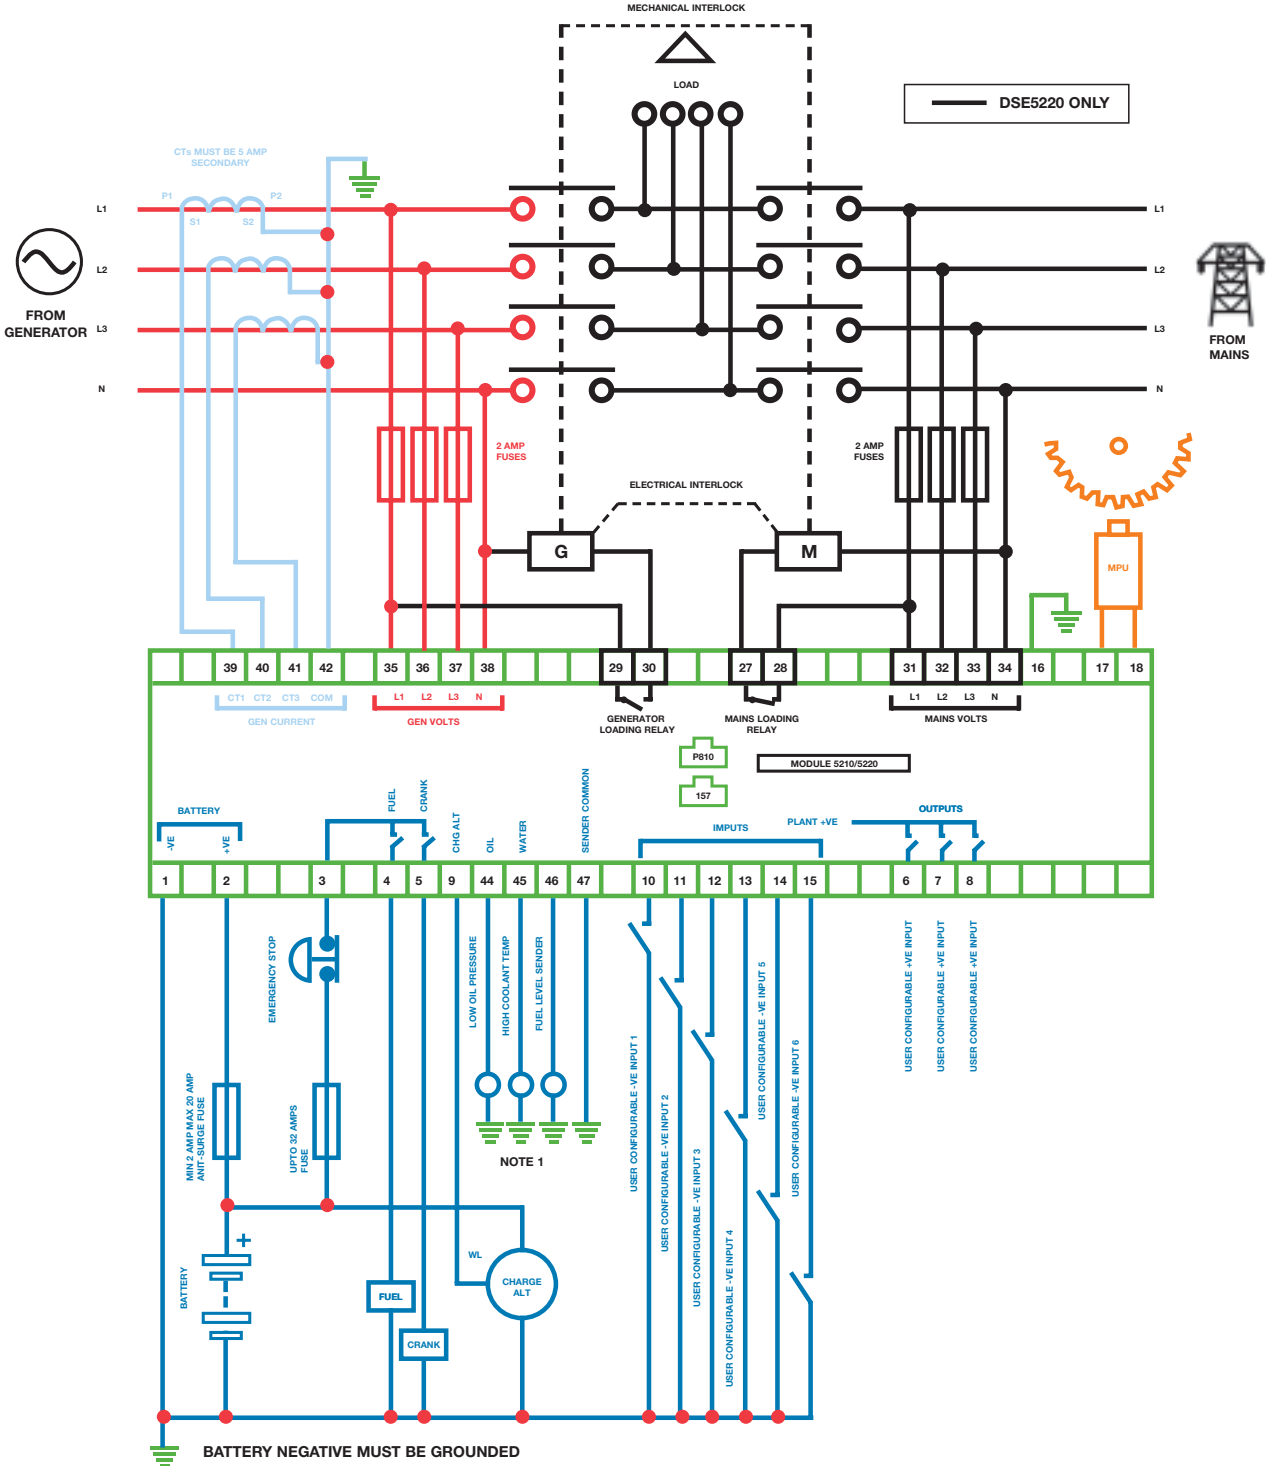 MECHANICAL INTERLOCK
LOAD
DSE5220 ONLY
CTs MUST BE 5 AMP
SECONDARY
P1
P2
S1
S2
L1
L2
L3
N
FROM
GENERATOR
L1
L2
L3
N
FROM
MAINS
2 AMP
FUSES
2 AMP
FUSES
ELECTRICAL INTERLOCK
G
M
MPU
39 40 41 42 35 36 37 38 29 30 27 28 31 32 33 34 16 17 18
CT1 CT2 CT3 COM
GEN CURRENT
L1 L2 L3 N
GEN VOLTS
GENERATOR
LOADING RELAY
MAINS LOADING
RELAY
L1 L2 L3 N
MAINS VOLTS
P810
157
MODULE 5210/5220
BATTERY
-VE
+VE
FUEL
CRANK
CHG ALT
OIL
WATER
SENDER COMMON
IMPUTS
PLANT +VE
OUTPUTS
1 2 3 4 5 9 44 45 46 47 10 11 12 13 14 15 6 7 8
EMERGENCY STOP
LOW OIL PRESSURE
HIGH COOLANT TEMP
FUEL LEVEL SENDER
MIN 2 AMP MAX 20 AMP
ANIT-SURGE FUSE
UPTO 32 AMPS
FUSE
NOTE 1
USER CONFIGURABLE -VE INPUT 1
USER CONFIGURABLE -VE INPUT 2
USER CONFIGURABLE -VE INPUT 3
USER CONFIGURABLE -VE INPUT 4
USER CONFIGURABLE -VE INPUT 5
USER CONFIGURABLE -VE INPUT 6
USER CONFIGURABLE +VE INPUT
USER CONFIGURABLE +VE INPUT
USER CONFIGURABLE +VE INPUT
+
BATTERY
WL
CHARGE
ALT
FUEL
CRANK
BATTERY NEGATIVE MUST BE GROUNDED